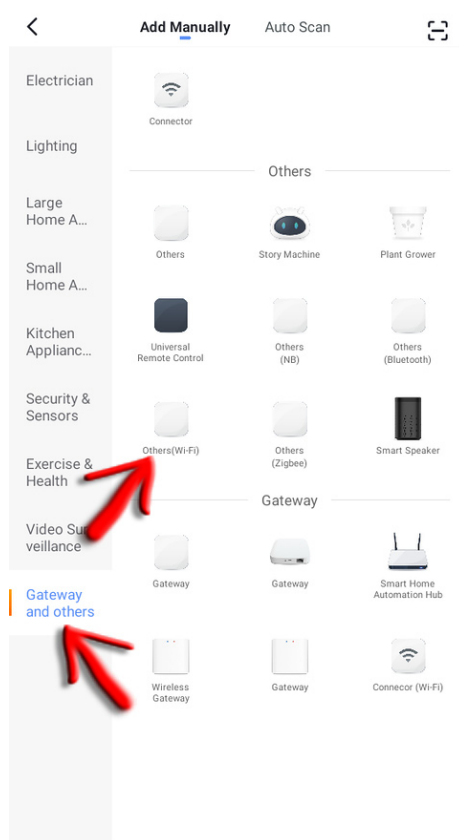 Add Manually
Auto Scan
Electrician
Lighting
Large
Home A...
Small
Home A...
Kitchen
Applianc...
Security &
Sensors
Exercise &
Health
Video Sur
veillance
Gateway
and others
Connector
Others
Others
Story Machine
Plant Grower
Universal
Remote Control
Others
(NB)
Others
(Bluetooth)
Others(Wi-Fi)
Others
(Zigbee)
Smart Speaker
Gateway
Gateway
Gateway
Smart Home
Automation Hub
Wireless
Gateway
Gateway
Connecor (Wi-Fi)